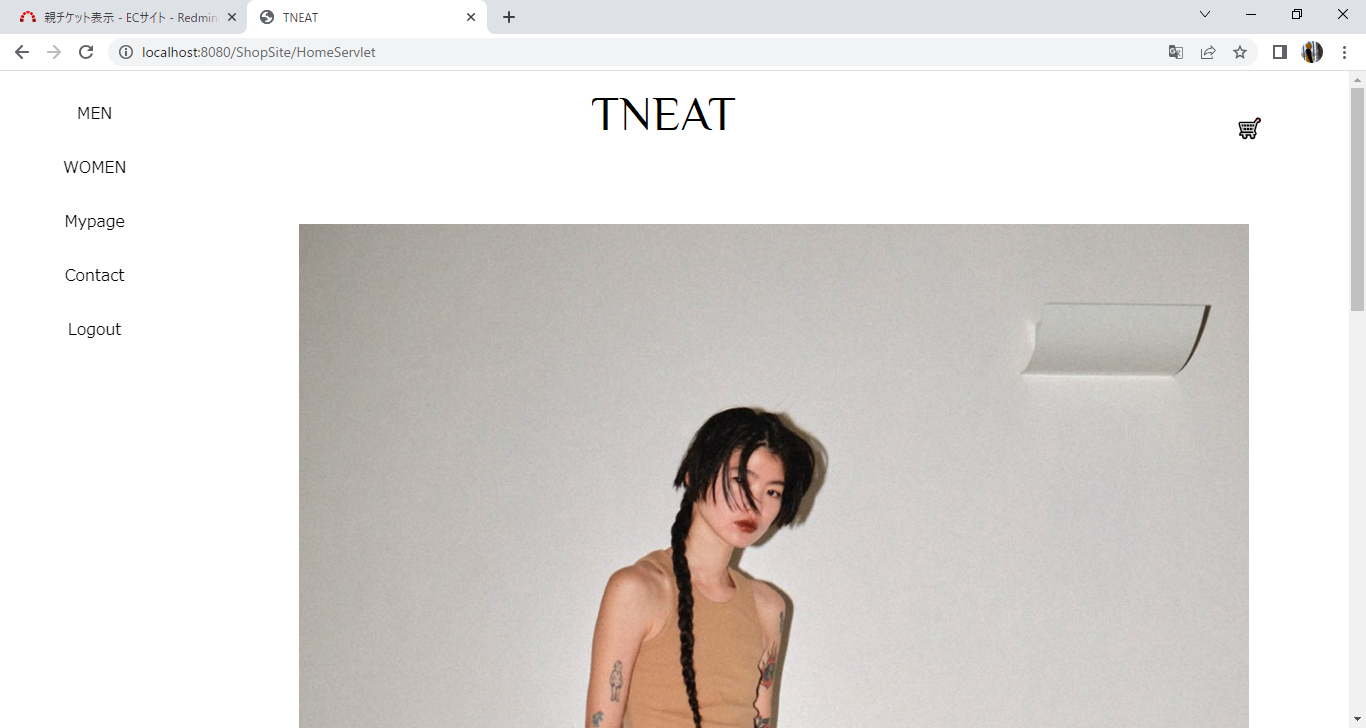 親チケット表示 - ECサイト - Redmin
TNEAT
localhost:8080/ShopSite/HomeServlet
MEN
TNEAT
WOMEN
Mypage
Contact
Logout